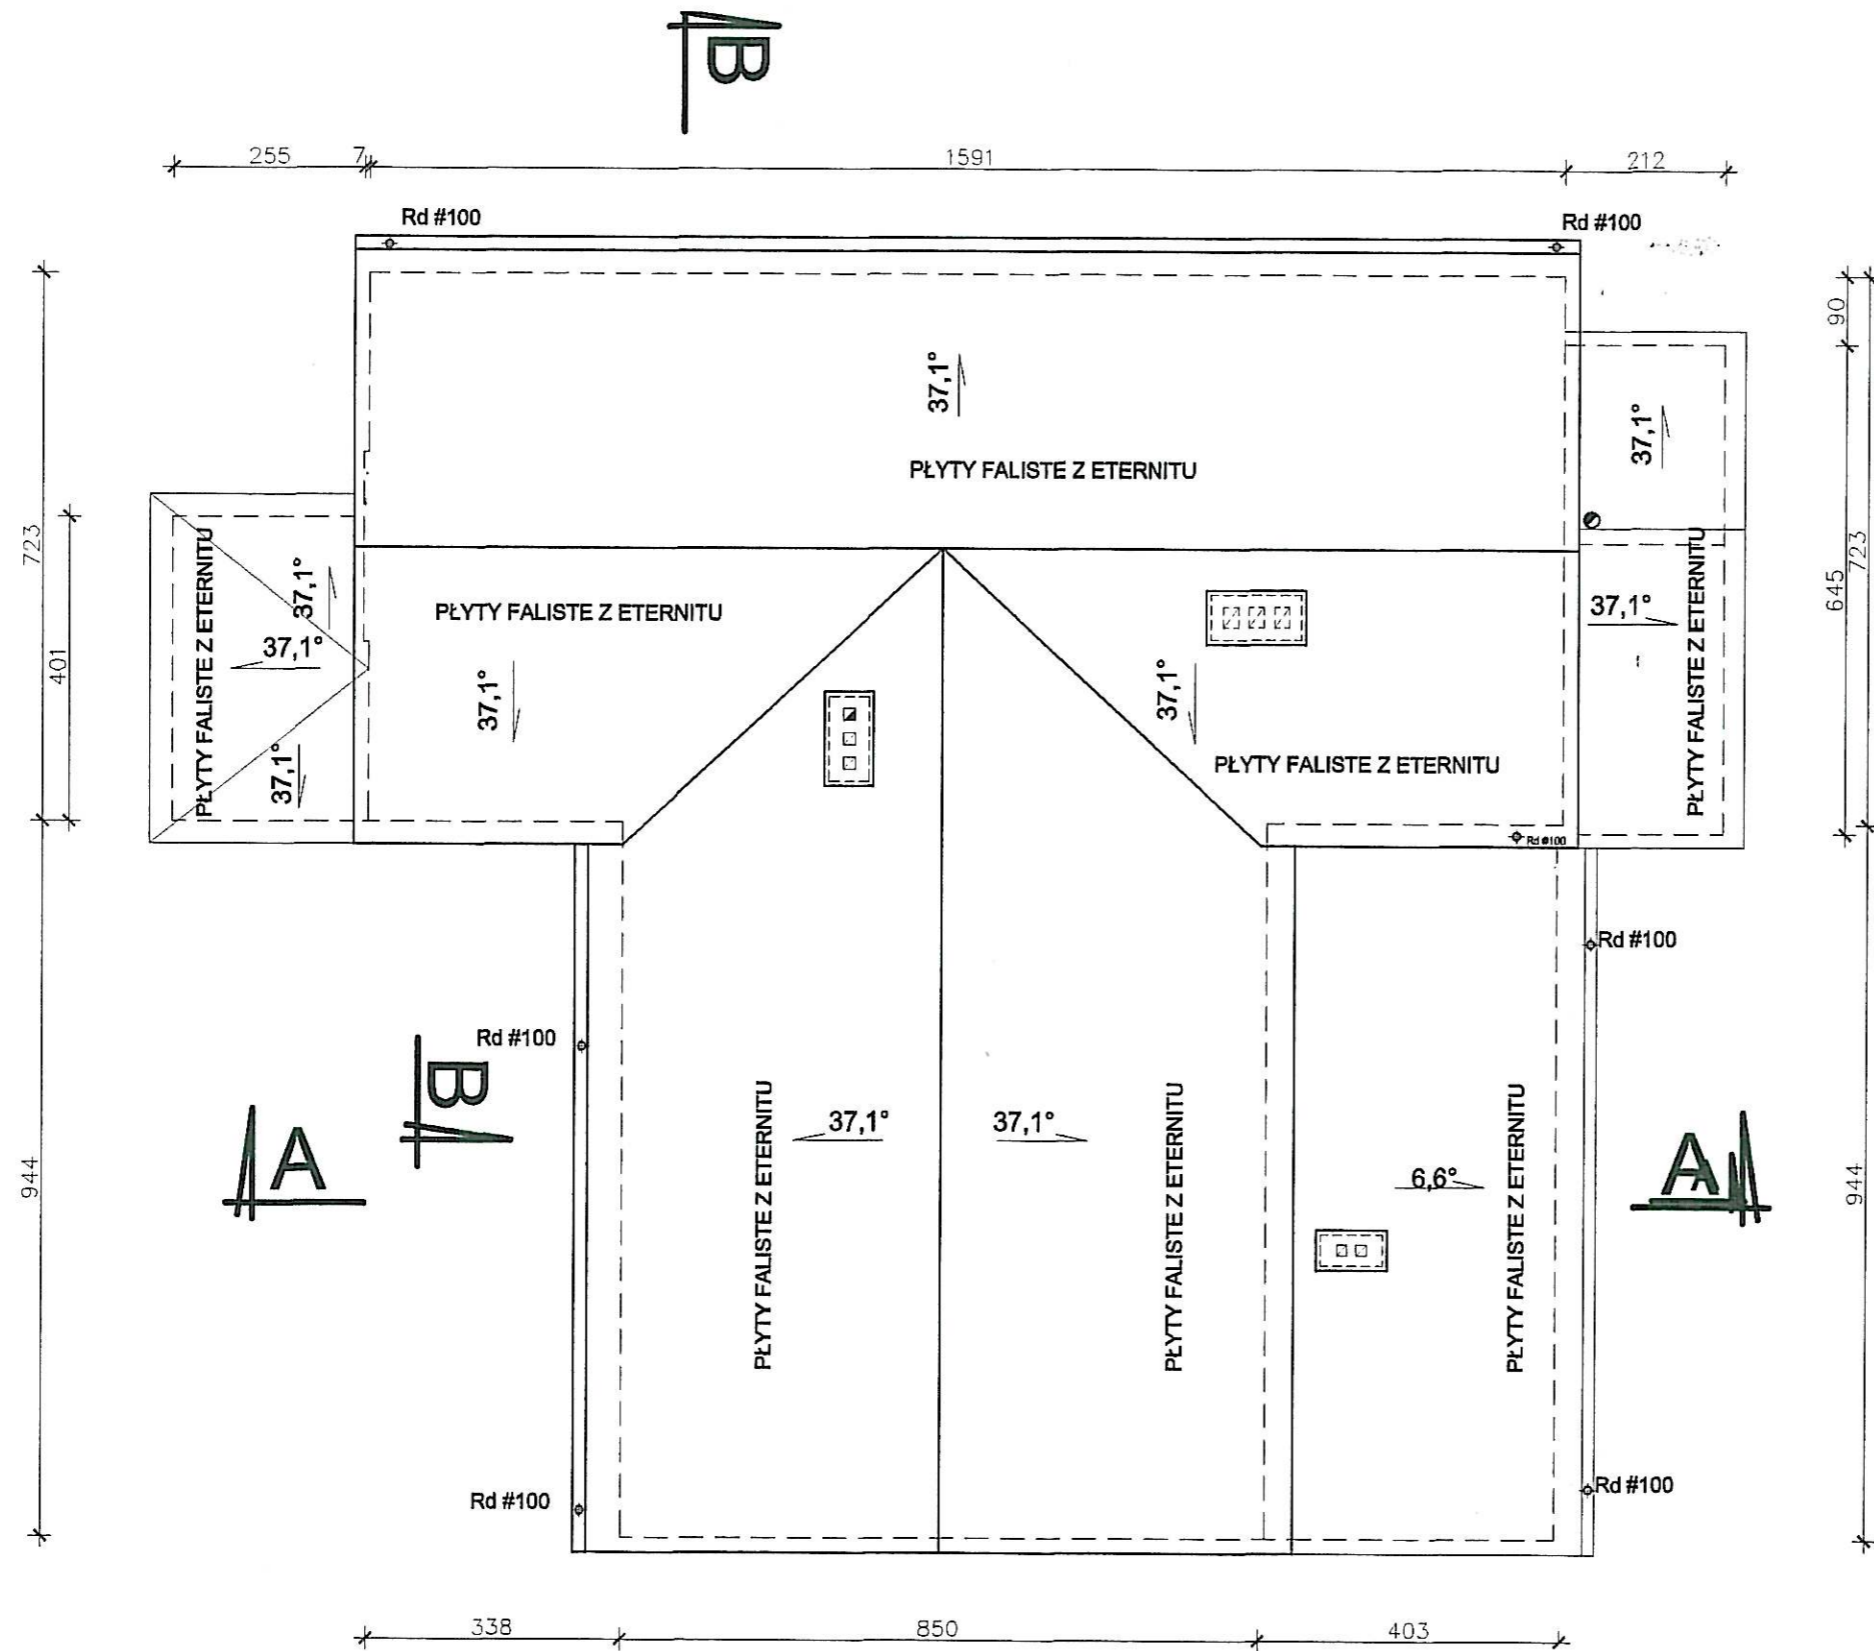 B
255
7
1591
212
Rd #100
Rd #100
90
37,1°
37,1°
PŁYTY FALISTE Z ETERNITU
723
723
645
401
PŁYTY FALISTE Z ETERNITU
37,1°
37,1°
37,1°
PŁYTY FALISTE Z ETERNITU
37,1°
37,1°
PŁYTY FALISTE Z ETERNITU
37,1°
PŁYTY FALISTE Z ETERNITU
Rd #100
Rd #100
Rd #100
B
A
A
A
944
944
PŁYTY FALISTE Z ETERNITU
37,1°
37,1°
PŁYTY FALISTE Z ETERNITU
6,6°
PŁYTY FALISTE Z ETERNITU
Rd #100
Rd #100
338
850
403